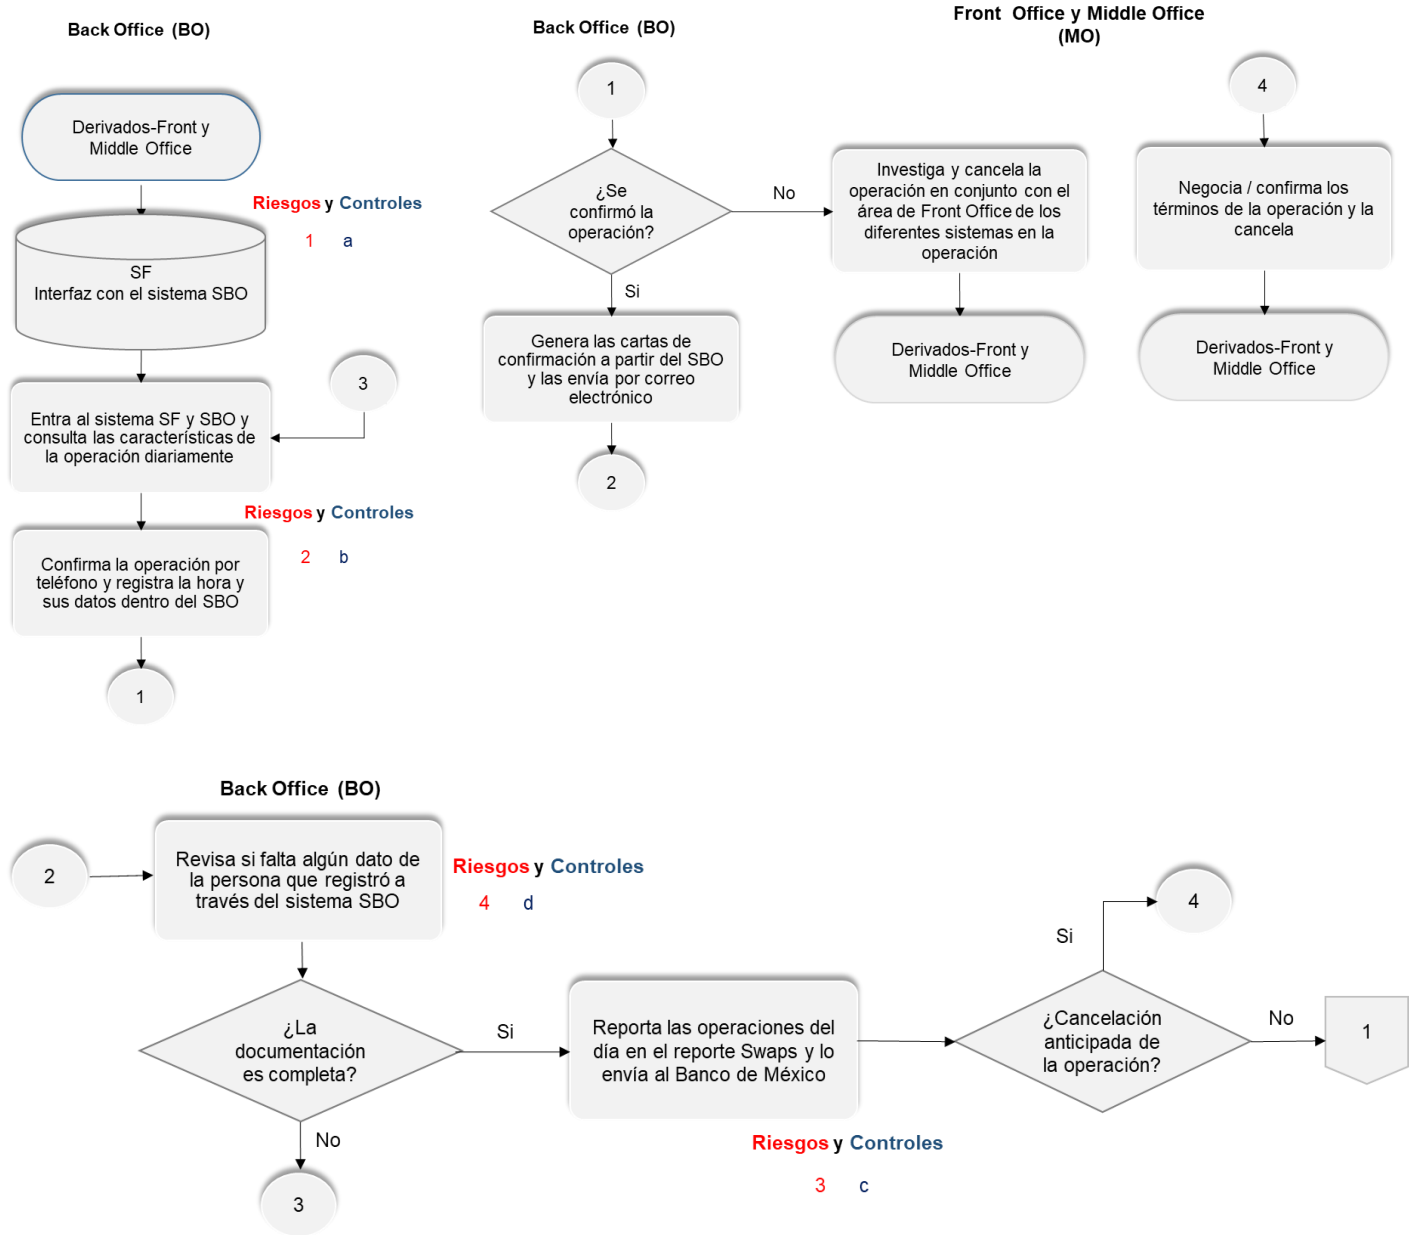 Back Office (BO)
Derivados-Front y
Middle Office
Riesgos y Controles
1 a
SF
Interfaz con el sistema SBO
3
Entra al sistema SF y SBO y
consulta las características de
la operación diariamente
Riesgos y Controles
2 b
Confirma la operación por
teléfono y registra la hora y
sus datos dentro del SBO
1
Back Office (BO)
1
¿Se
confirmó la
operación?
No
Si
Genera las cartas de
confirmación a partir del SBO
y las envía por correo
electrónico
2
Front Office y Middle Office
(MO)
Investiga y cancela la
operación en conjunto con el
área de Front Office de los
diferentes sistemas en la
operación
Derivados-Front y
Middle Office
4
Negocia / confirma los
términos de la operación y la
cancela
Derivados-Front y
Middle Office
Back Office (BO)
2
Revisa si falta algún dato de
la persona que registró a
través del sistema SBO
Riesgos y Controles
4 d
¿La
documentación
es completa?
Si
No
3
Reporta las operaciones del
día en el reporte Swaps y lo
envía al Banco de México
Riesgos y Controles
3 c
¿Cancelación
anticipada de
la operación?
Si
4
No
1